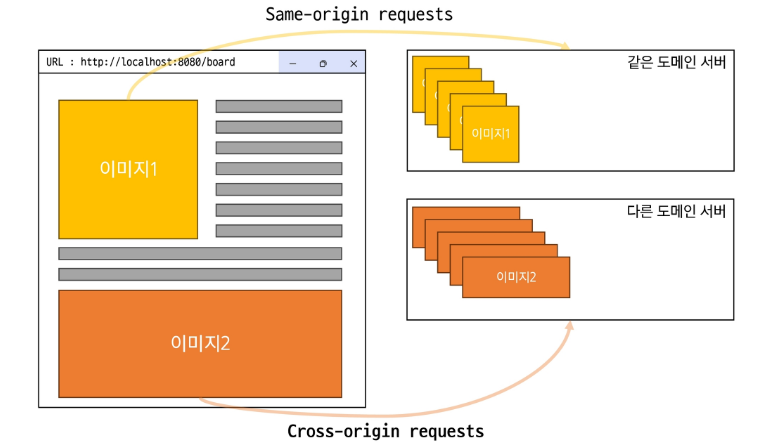 Same-origin requests
URL : http://localhost:8080/board
같은 도메인 서버
이미지1
이미지1
다른 도메인 서버
이미지2
이미지2
Cross-origin requests